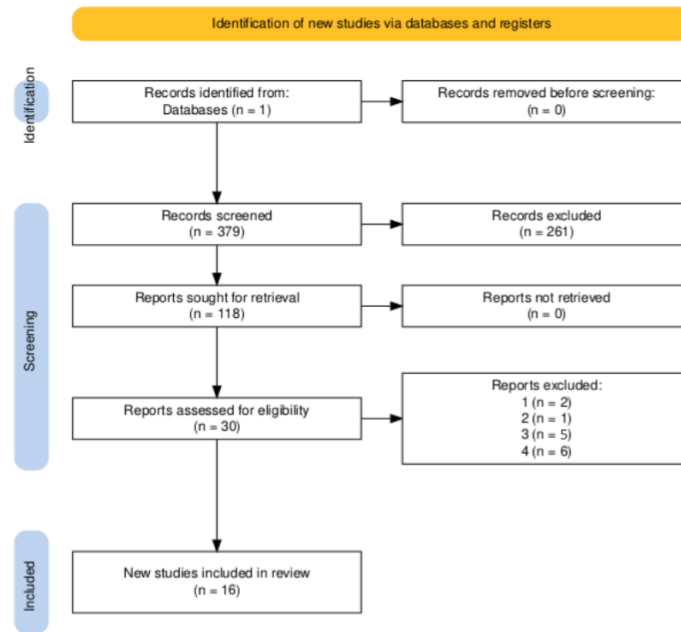 Identification of new studies via databases and registers
Identification
Records identified from:
Databases (n = 1)
Records removed before screening:
(n = 0)
Screening
Records screened
(n = 379)
Records excluded
(n = 261)
Reports sought for retrieval
(n = 118)
Reports not retrieved
(n = 0)
Reports assessed for eligibility
(n = 30)
Reports excluded:
1 (n = 2)
2 (n = 1)
3 (n = 5)
4 (n = 6)
Included
New studies included in review
(n = 16)